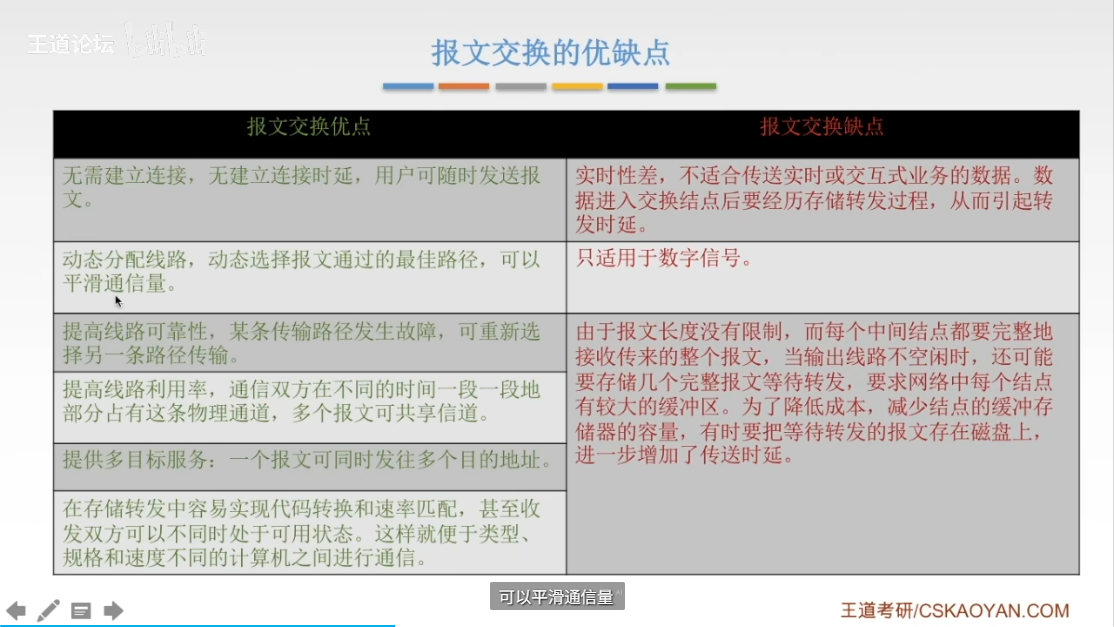 王道论坛
报文交换的优缺点
报文交换优点
报文交换缺点
无需建立连接，无建立连接时延，用户可随时发送报
文。
实时性差，不适合传送实时或交互式业务的数据。数
据进入交换结点后要经历存储转发过程，从而引起转
发时延。
动态分配线路，动态选择报文通过的最佳路径，可以
平滑通信量。
只适用于数字信号。
提高线路可靠性，某条传输路径发生故障，可重新选
择另一条路径传输。
提高线路利用率，通信双方在不同的时间一段一段地
部分占有这条物理通道，多个报文可共享信道。
提供多目标服务：一个报文可同时发往多个目的地址。
在存储转发中容易实现代码转换和速率匹配，甚至收
发双方可以不同时处于可用状态。这样就便于类型、
规格和速度不同的计算机之间进行通信。
由于报文长度没有限制，而每个中间结点都要完整地
接收传来的整个报文，当输出线路不空闲时，还可能
要存储几个完整报文等待转发，要求网络中每个结点
有较大的缓冲区。为了降低成本，减少结点的缓冲存
储器的容量，有时要把等待转发的报文存在磁盘上，
进一步增加了传送时延。
可以平滑通信量
王道考研/CSKAOYAN.COM